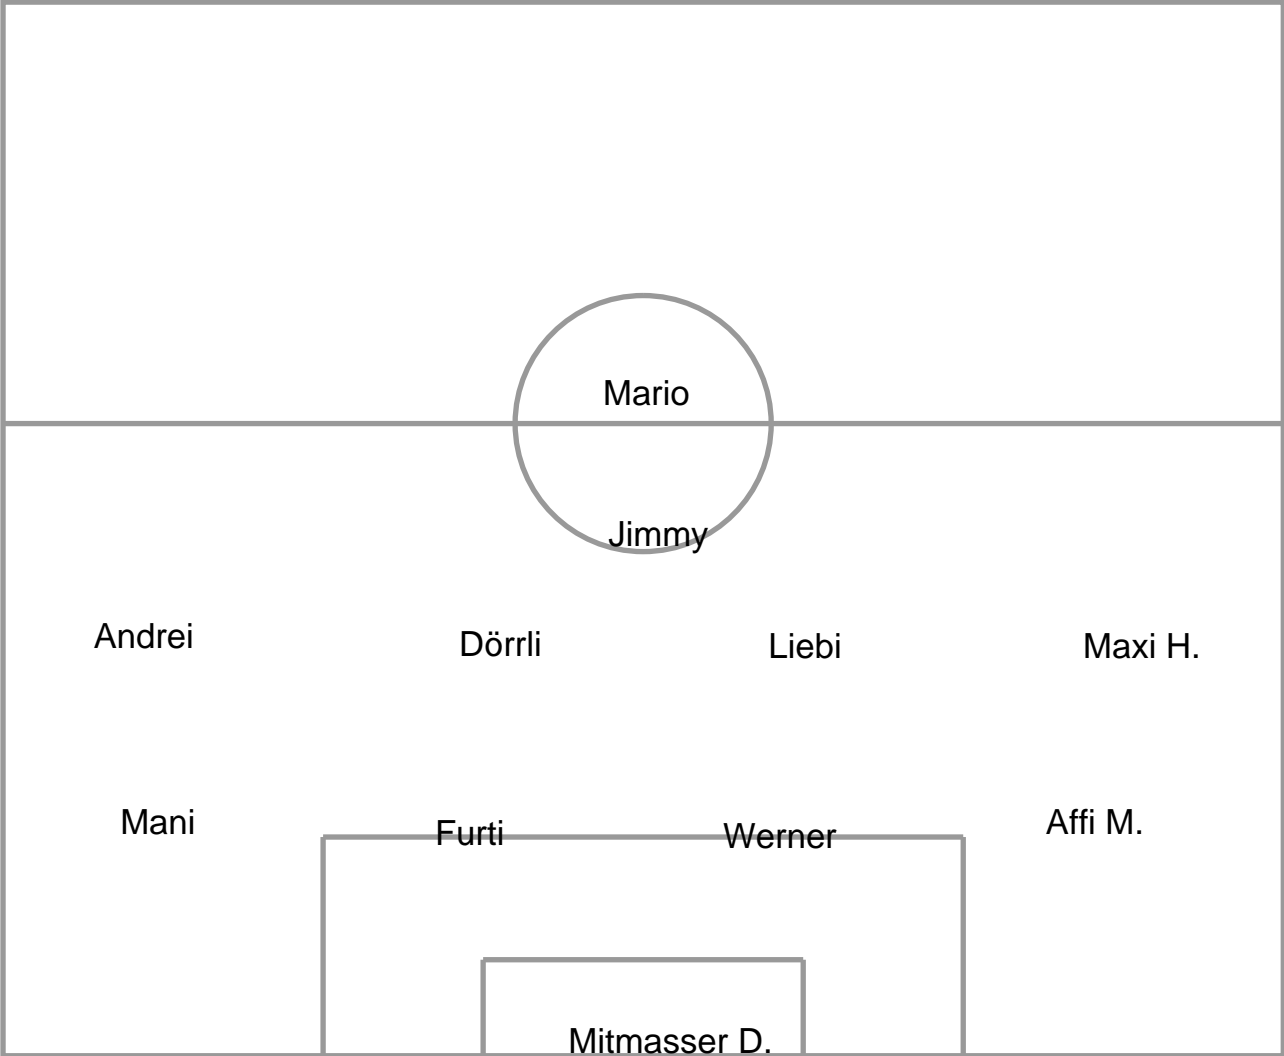 Mario
Jimmy
Andrei
Dörrli
Liebi
Maxi H.
Mani
Furti
Werner
Affi M.
Mitmasser D.